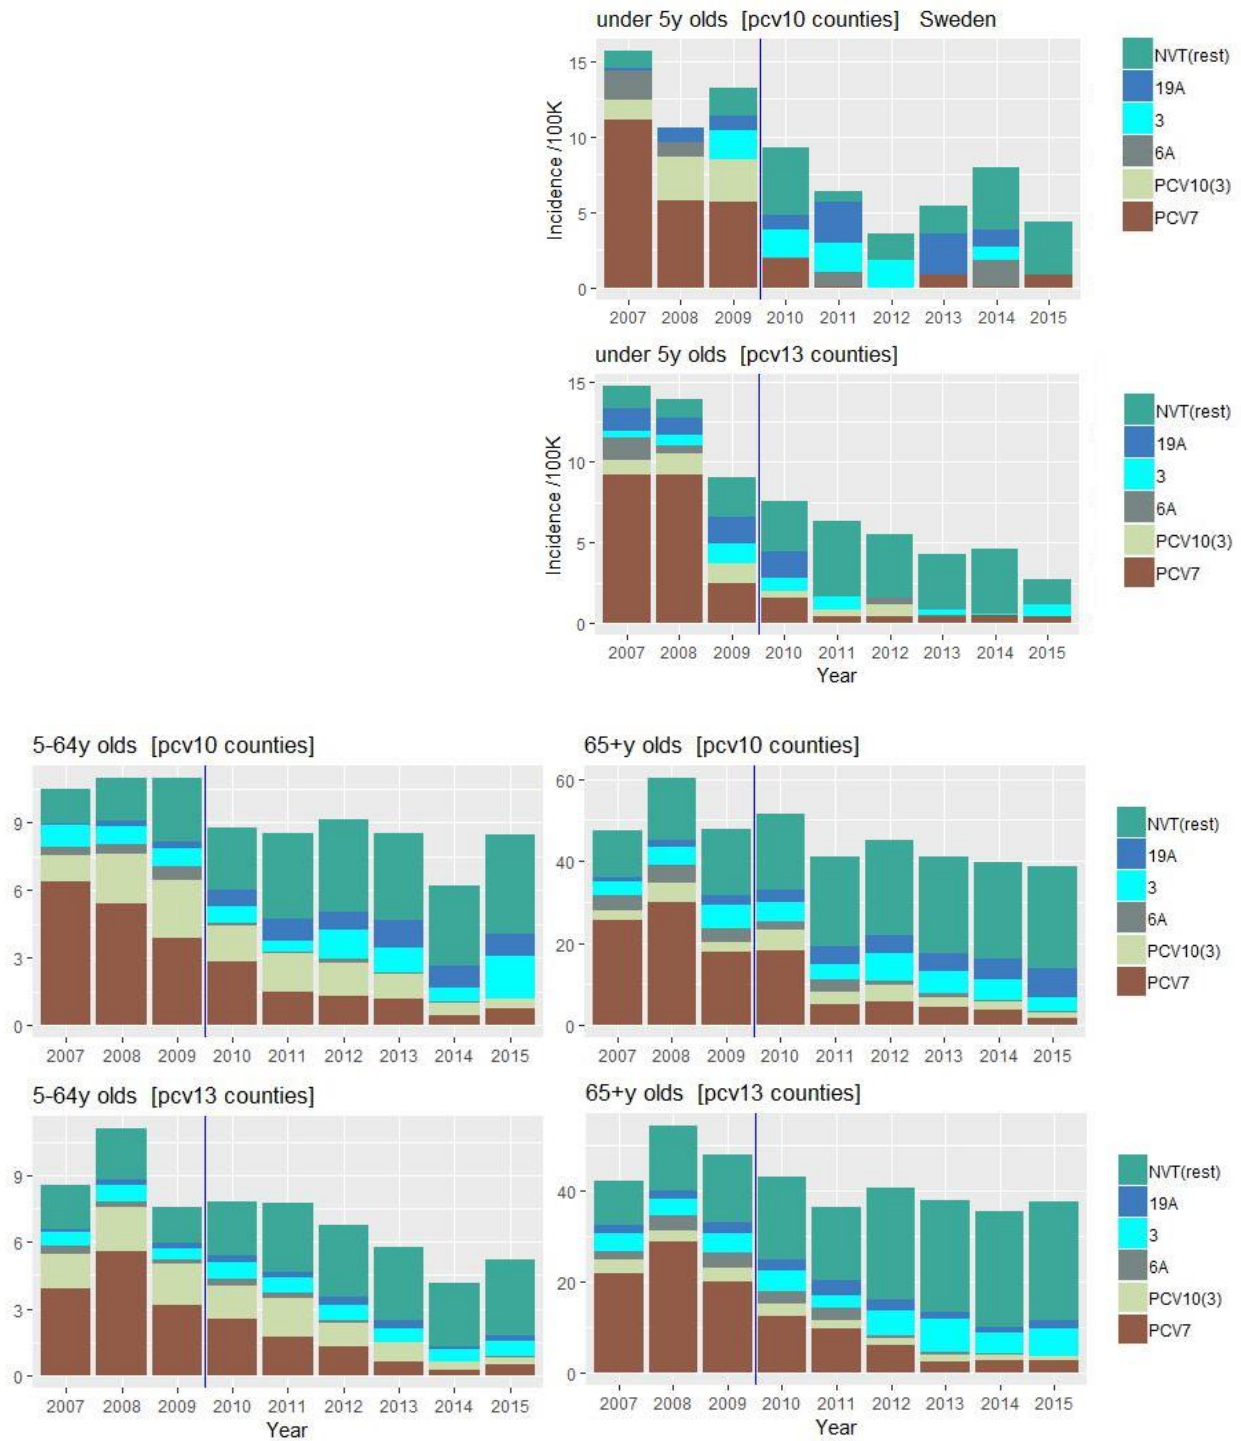 under 5y olds [pcv10 counties] Sweden
Incidence /100K
15
10
5
0
2007 2008 2009 2010 2011 2012 2013 2014 2015
NVT(rest)
19A
3
6A
PCV10(3)
PCV7
under 5y olds [pcv13 counties]
Incidence /100K
15
10
5
0
2007 2008 2009 2010 2011 2012 2013 2014 2015
Year
NVT(rest)
19A
3
6A
PCV10(3)
PCV7
5-64y olds [pcv10 counties]
9
6
3
0
2007 2008 2009 2010 2011 2012 2013 2014 2015
65+y olds [pcv10 counties]
60
40
20
0
2007 2008 2009 2010 2011 2012 2013 2014 2015
NVT(rest)
19A
3
6A
PCV10(3)
PCV7
5-64y olds [pcv13 counties]
9
6
3
0
2007 2008 2009 2010 2011 2012 2013 2014 2015
Year
65+y olds [pcv13 counties]
40
20
0
2007 2008 2009 2010 2011 2012 2013 2014 2015
Year
NVT(rest)
19A
3
6A
PCV10(3)
PCV7